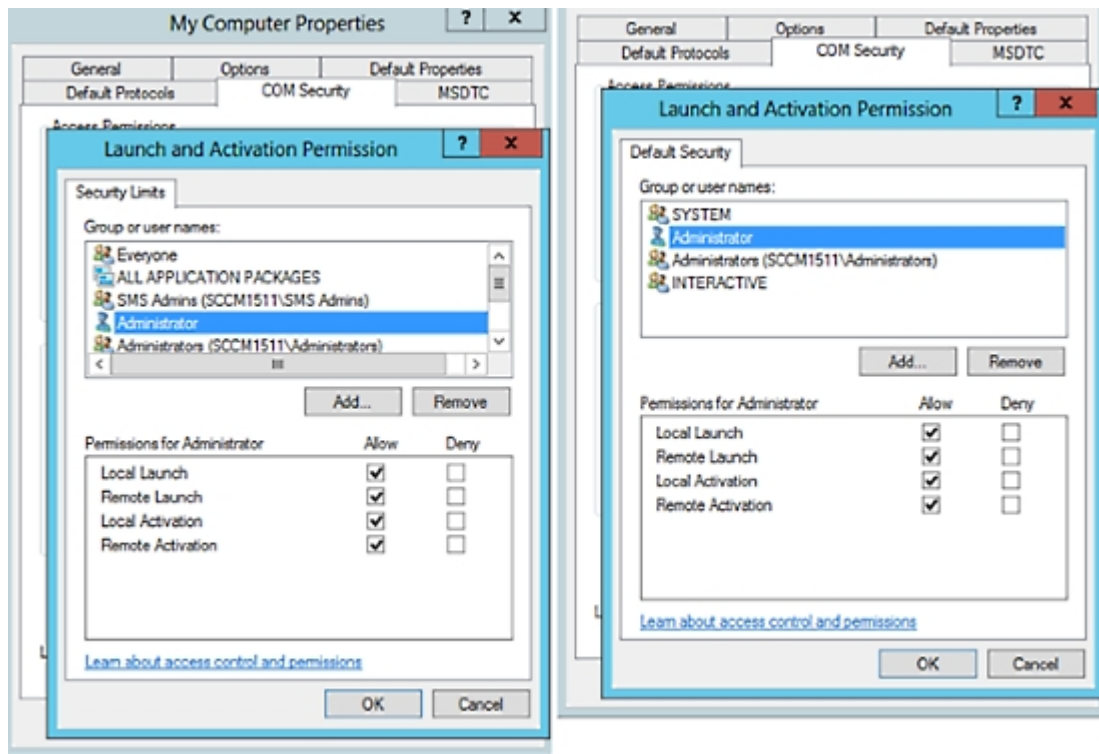 My Computer Properties
? x
General Options Default Properties
Default Protocols COM Security MSDTC
Access Permissions
Launch and Activation Permission
? x
Security Limits
Group or user names:
Everyone
ALL APPLICATION PACKAGES
SMS Admins (SCCM1511\SMS Admins)
Administrator
Administrators (SCCM1511\Administrators)
Add... Remove
Permissions for Administrator Allow Deny
Local Launch
Remote Launch
Local Activation
Remote Activation
Learn about access control and permissions
OK Cancel
General Options Default Properties
Default Protocols COM Security MSDTC
Access Permissions
Launch and Activation Permission
? x
Default Security
Group or user names:
SYSTEM
Administrator
Administrators (SCCM1511\Administrators)
INTERACTIVE
Add... Remove
Permissions for Administrator Allow Deny
Local Launch
Remote Launch
Local Activation
Remote Activation
Learn about access control and permissions
OK Cancel